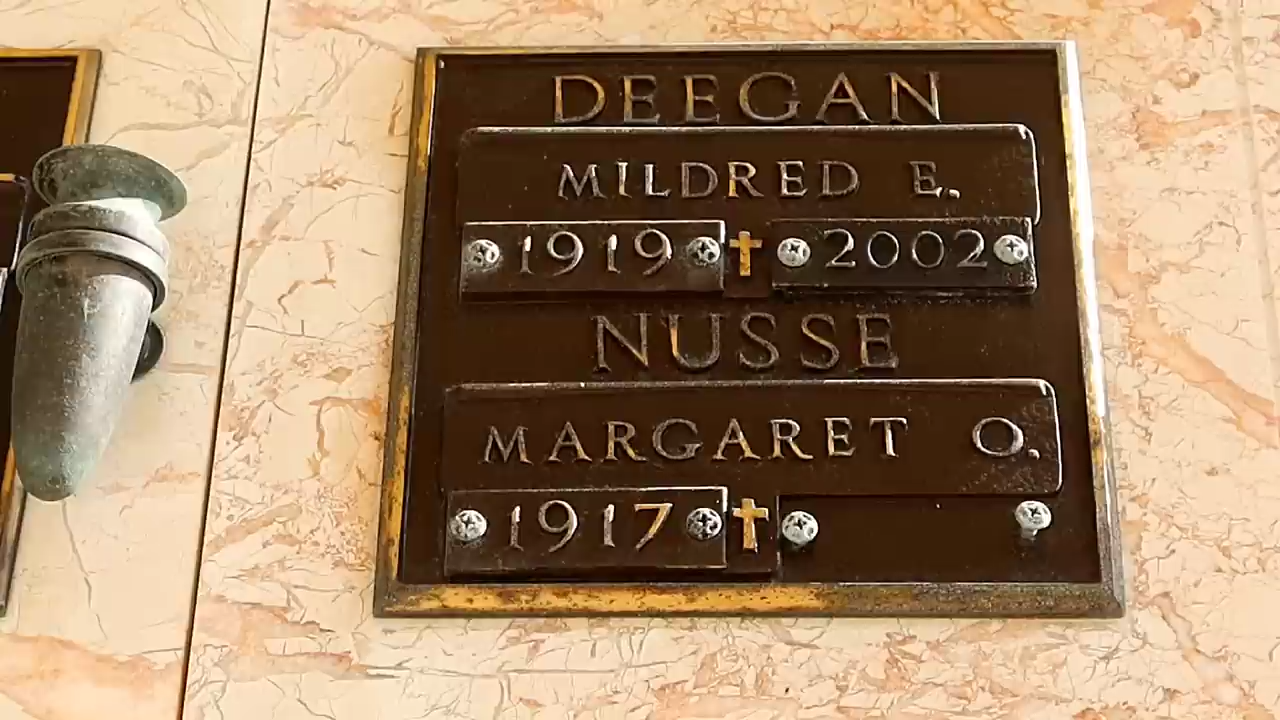 DEEGAN
MILDRED E.
1919 2002
NUSSE
MARGARET O.
1917